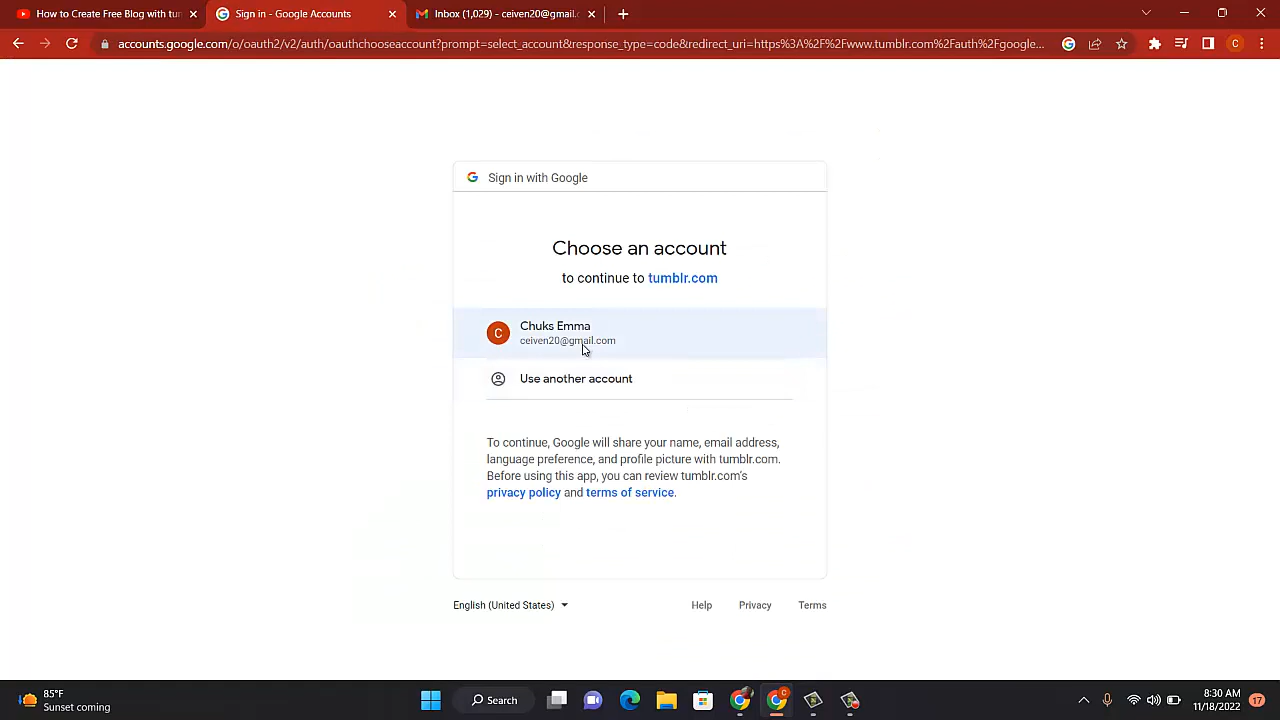 How to Create Free Blog with tum
Sign in - Google Accounts
Inbox (1,029) - ceiven20@gmail.c
accounts.google.com/o/oauth2/v2/auth/oauthchooseaccount?prompt=select_account&response_type=code&redirect_uri=https%3A%2F%2Fwww.tumblr.com%2Fauth%2Fgoogle...
C
Sign in with Google
Choose an account
to continue to tumblr.com
C
Chuks Emma
ceiven20@gmail.com
Use another account
To continue, Google will share your name, email address,
language preference, and profile picture with tumblr.com.
Before using this app, you can review tumblr.com's
privacy policy and terms of service.
English (United States)
Help
Privacy
Terms
85°F
Sunset coming
Search
C
8:30 AM
11/18/2022
17